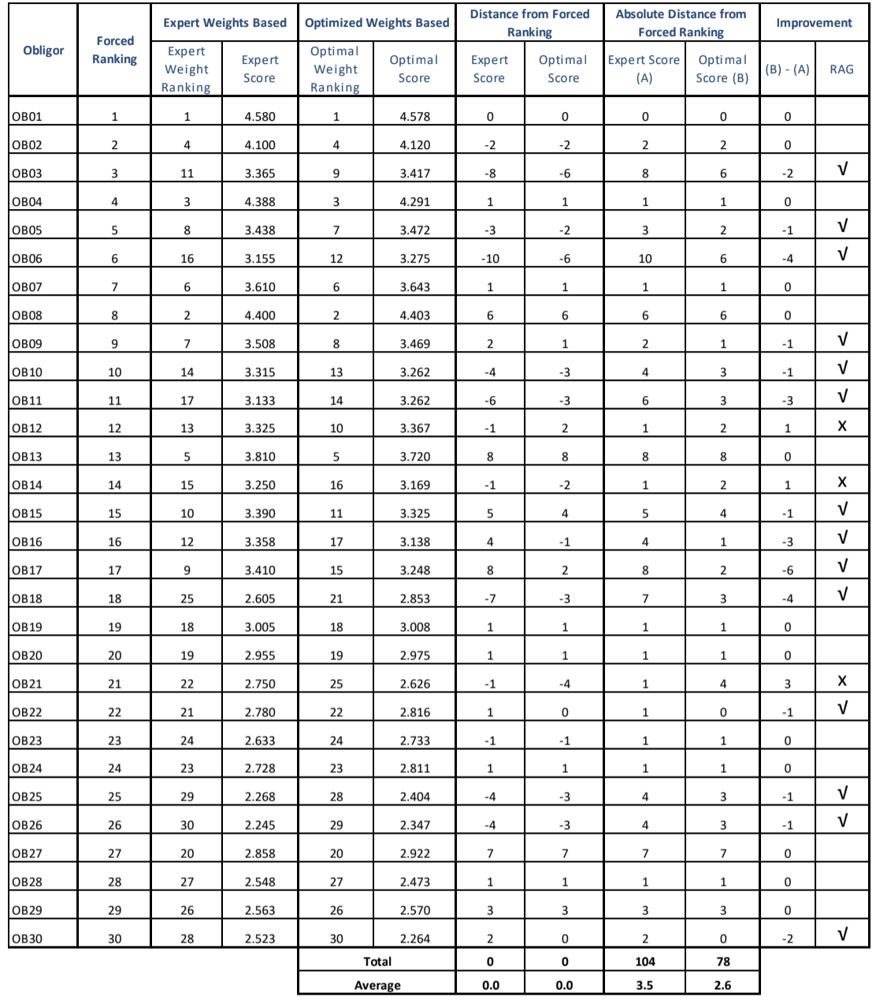 Obligor Forced Ranking Expert Weights Based Optimized Weights Based Distance from Forced Ranking Absolute Distance from Forced Ranking Improvement
Expert Weight Ranking Expert Score Optimal Weight Ranking Optimal Score Expert Score Optimal Score Expert Score (A) Optimal Score (B) (B) - (A) RAG
OB01 1 1 4.580 1 4.578 0 0 0 0 0
OB02 2 4 4.100 4 4.120 -2 -2 2 2 0
OB03 3 11 3.365 9 3.417 -8 -6 8 6 -2 √
OB04 4 3 4.388 3 4.291 1 1 1 1 0
OB05 5 8 3.438 7 3.472 -3 -2 3 2 -1 √
OB06 6 16 3.155 12 3.275 -10 -6 10 6 -4 √
OB07 7 6 3.610 6 3.643 1 1 1 1 0
OB08 8 2 4.400 2 4.403 6 6 6 6 0
OB09 9 7 3.508 8 3.469 2 1 2 1 -1 √
OB10 10 14 3.315 13 3.262 -4 -3 4 3 -1 √
OB11 11 17 3.133 14 3.262 -6 -3 6 3 -3 √
OB12 12 13 3.325 10 3.367 -1 2 1 2 1 X
OB13 13 5 3.810 5 3.720 8 8 8 8 0
OB14 14 15 3.250 16 3.169 -1 -2 1 2 1 X
OB15 15 10 3.390 11 3.325 5 4 5 4 -1 √
OB16 16 12 3.358 17 3.138 4 -1 4 1 -3 √
OB17 17 9 3.410 15 3.248 8 2 8 2 -6 √
OB18 18 25 2.605 21 2.853 -7 -3 7 3 -4 √
OB19 19 18 3.005 18 3.008 1 1 1 1 0
OB20 20 19 2.955 19 2.975 1 1 1 1 0
OB21 21 22 2.750 25 2.626 -1 -4 1 4 3 X
OB22 22 21 2.780 22 2.816 1 0 1 0 -1 √
OB23 23 24 2.633 24 2.733 -1 -1 1 1 0
OB24 24 23 2.728 23 2.811 1 1 1 1 0
OB25 25 29 2.268 28 2.404 -4 -3 4 3 -1 √
OB26 26 30 2.245 29 2.347 -4 -3 4 3 -1 √
OB27 27 20 2.858 20 2.922 7 7 7 7 0
OB28 28 27 2.548 27 2.473 1 1 1 1 0
OB29 29 26 2.563 26 2.570 3 3 3 3 0
OB30 30 28 2.523 30 2.264 2 0 2 0 -2 √
Total 0 0 104 78
Average 0.0 0.0 3.5 2.6